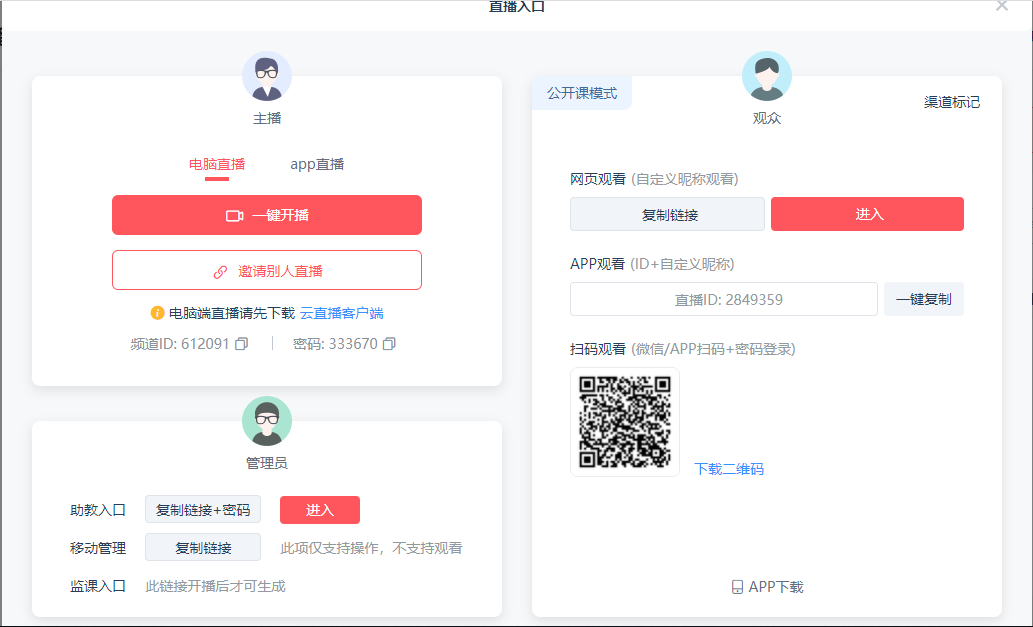 直播入口
主播
电脑直播 app直播
一键开播
邀请别人直播
电脑端直播请先下载 云直播客户端
频道ID: 612091 密码: 333670
管理员
助教入口 复制链接+密码 进入
移动管理 复制链接 此项仅支持操作，不支持观看
监课入口 此链接开播后才可生成
公开课模式
观众
渠道标记
网页观看 (自定义昵称观看)
复制链接 进入
APP观看 (ID+自定义昵称)
直播ID: 2849359 一键复制
扫码观看 (微信/APP扫码+密码登录)
下载二维码
APP下载